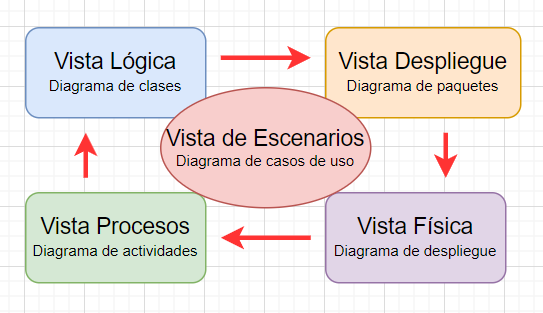 Vista Lógica
Diagrama de clases
Vista Despliegue
Diagrama de paquetes
Vista de Escenarios
Diagrama de casos de uso
Vista Procesos
Diagrama de actividades
Vista Física
Diagrama de despliegue